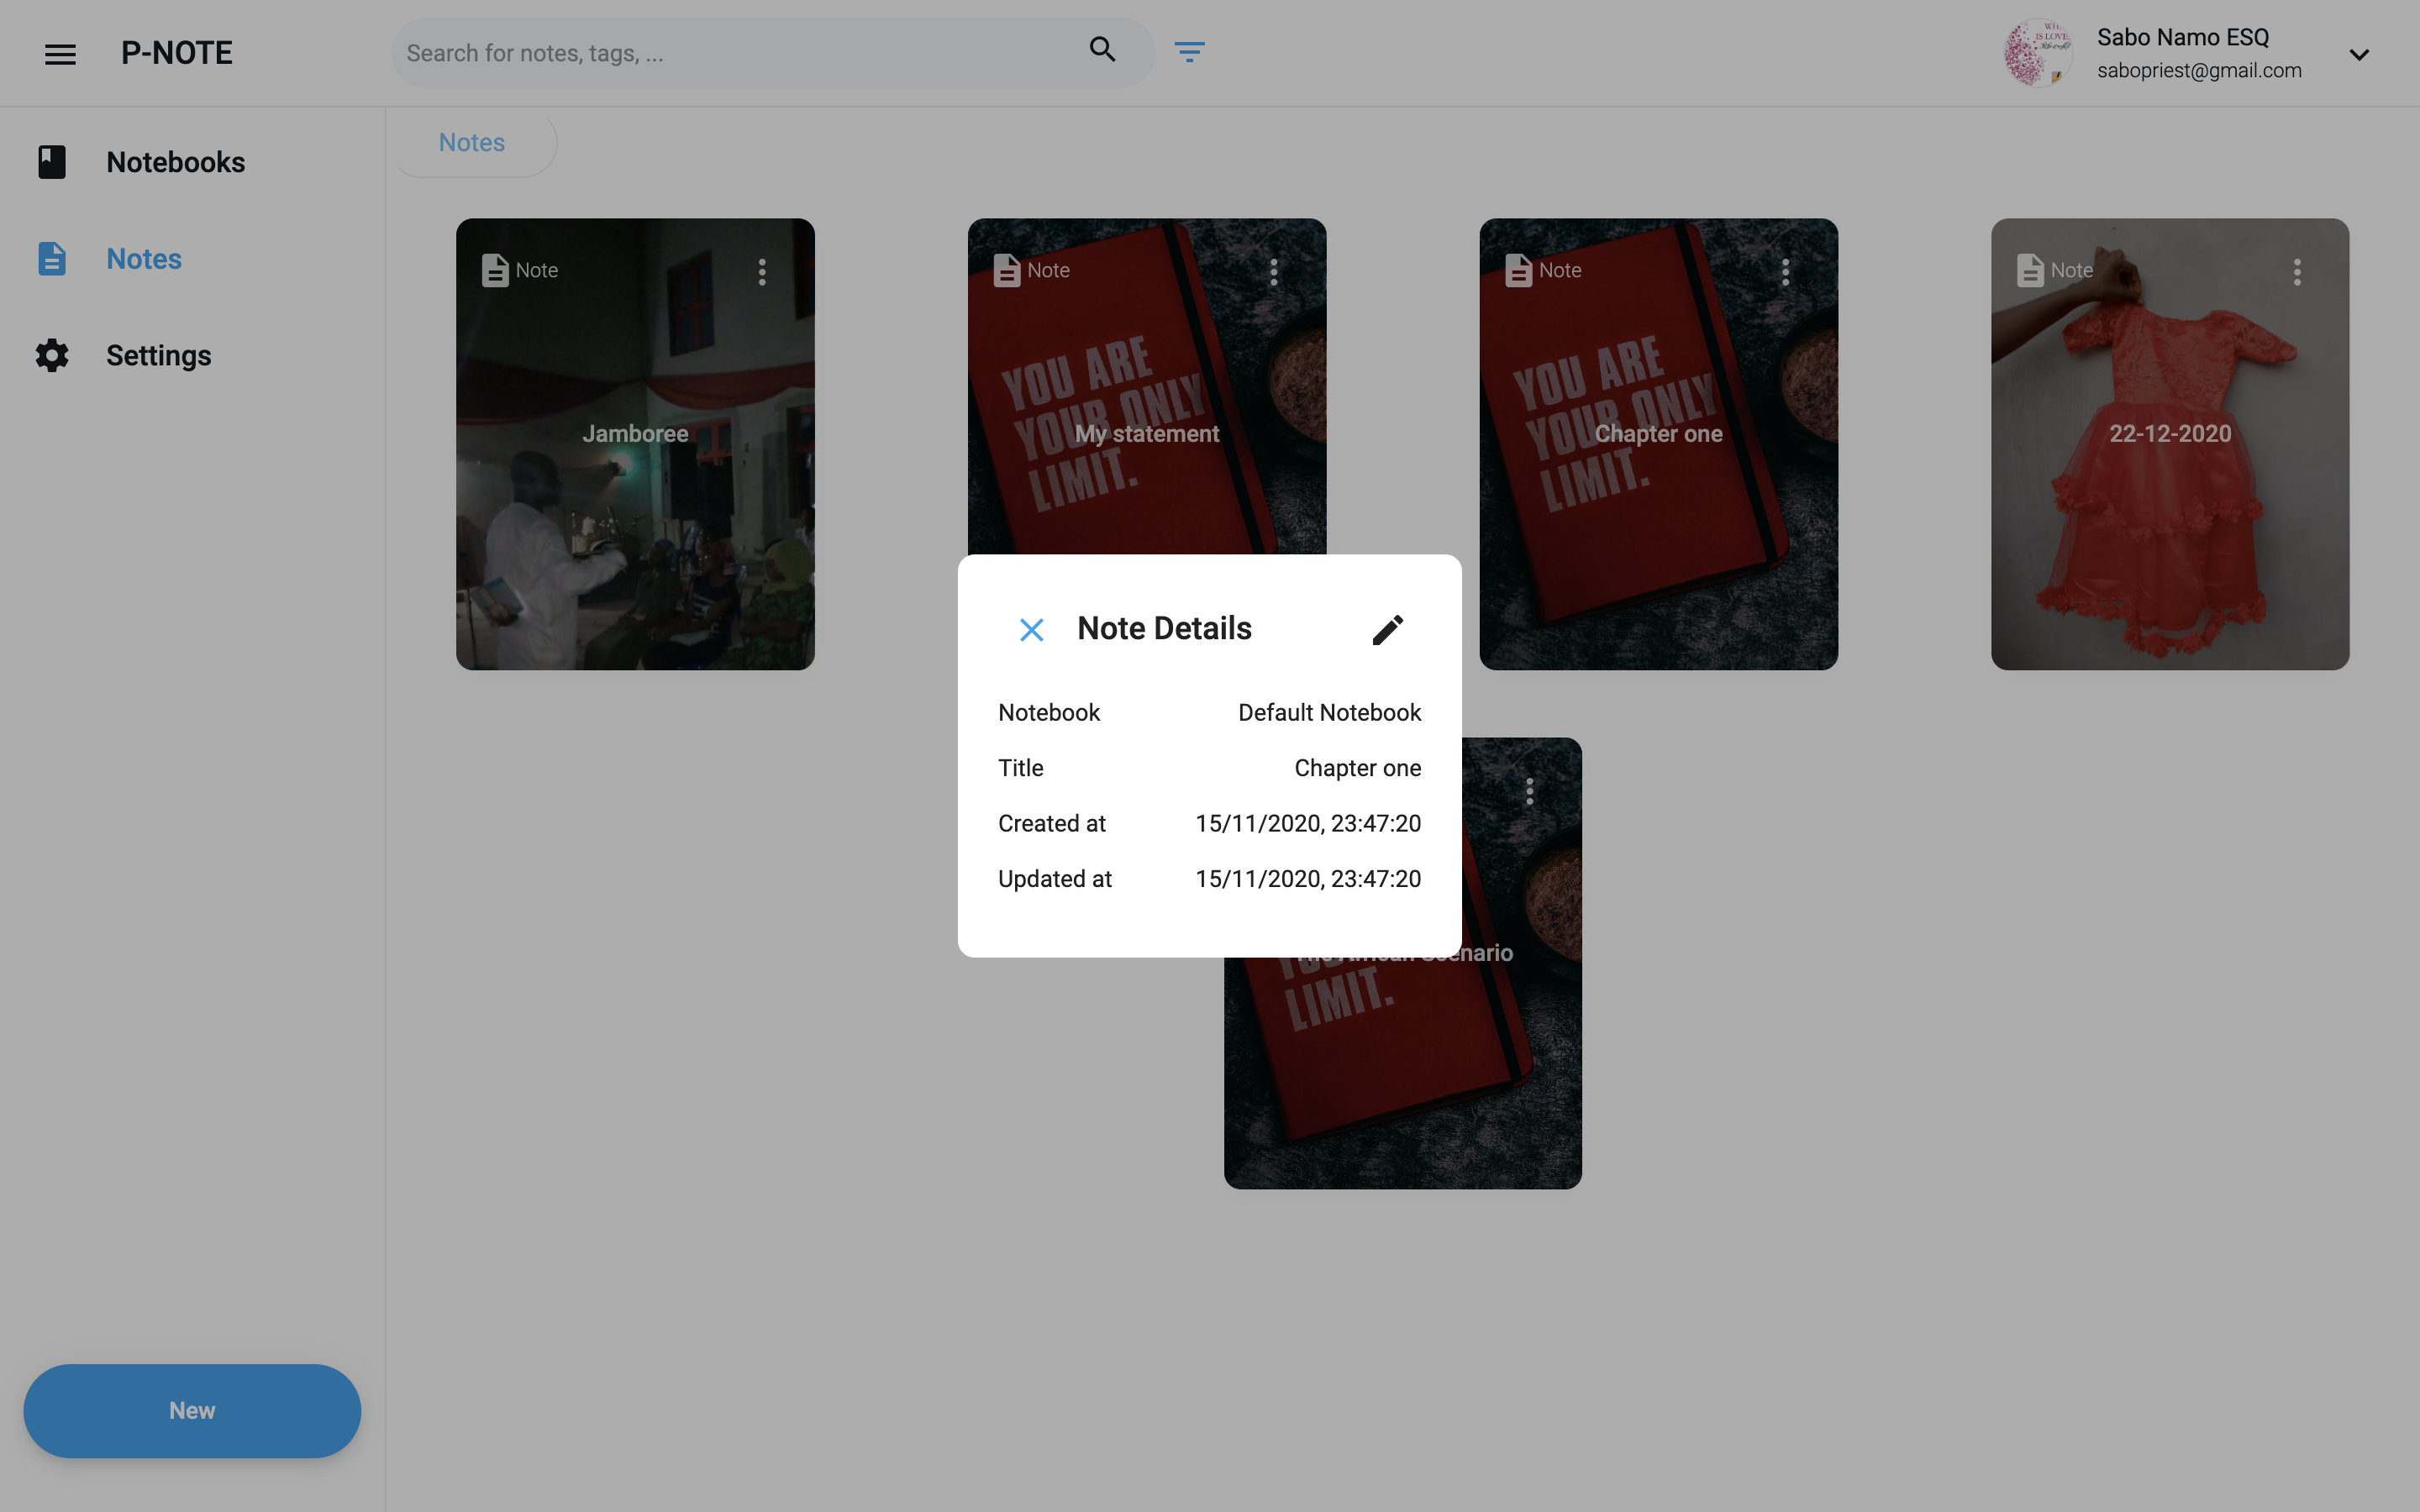 P-NOTE
Search for notes, tags, ...
Sabo Namo ESQ
sabopriest@gmail.com
Notebooks
Notes
Settings
New
Notes
Note
Jamboree
Note
YOU ARE
YOUR ONLY
LIMIT.
My statement
Note
YOU ARE
YOUR ONLY
LIMIT.
Chapter one
Note
22-12-2020
Note Details
Notebook Default Notebook
Title Chapter one
Created at 15/11/2020, 23:47:20
Updated at 15/11/2020, 23:47:20
LIMIT.